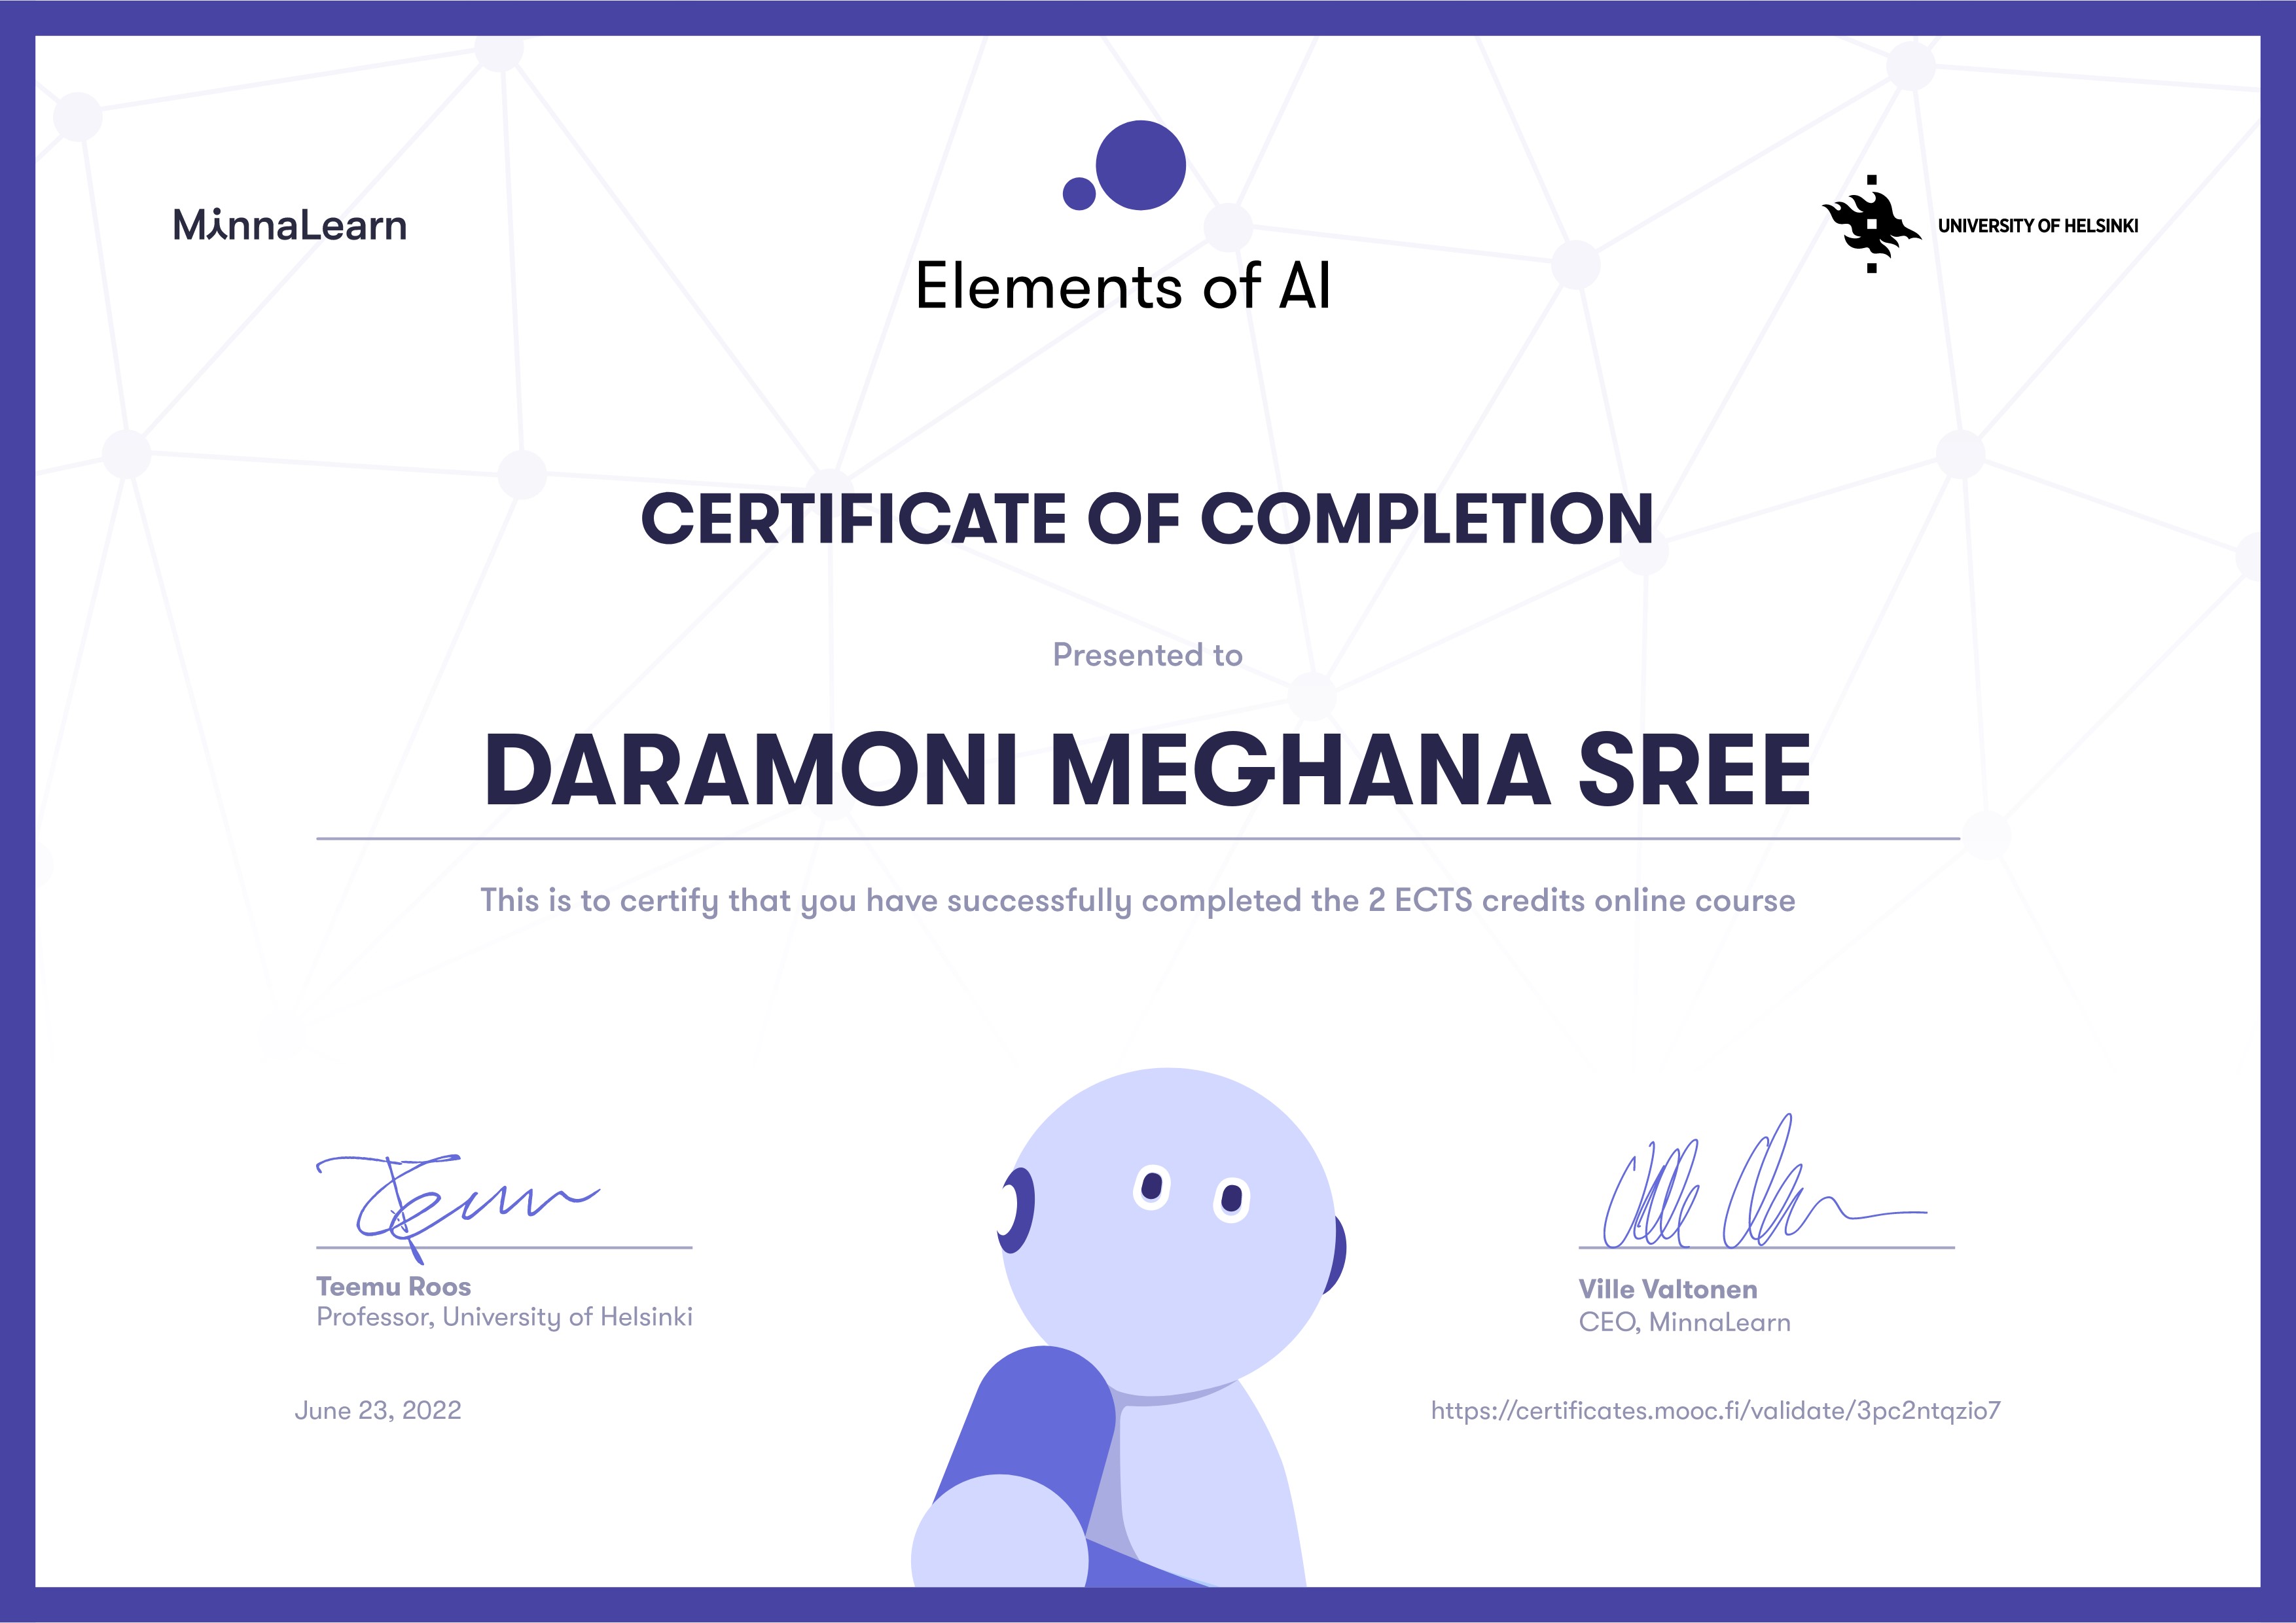 MinnaLearn
Elements of AI
UNIVERSITY OF HELSINKI
CERTIFICATE OF COMPLETION
Presented to
DARAMONI MEGHANA SREE
This is to certify that you have successfully completed the 2 ECTS credits online course
Teemu Roos
Professor, University of Helsinki
Ville Valtonen
CEO, MinnaLearn
June 23, 2022
https://certificates.mooc.fi/validate/3pc2ntqzio7